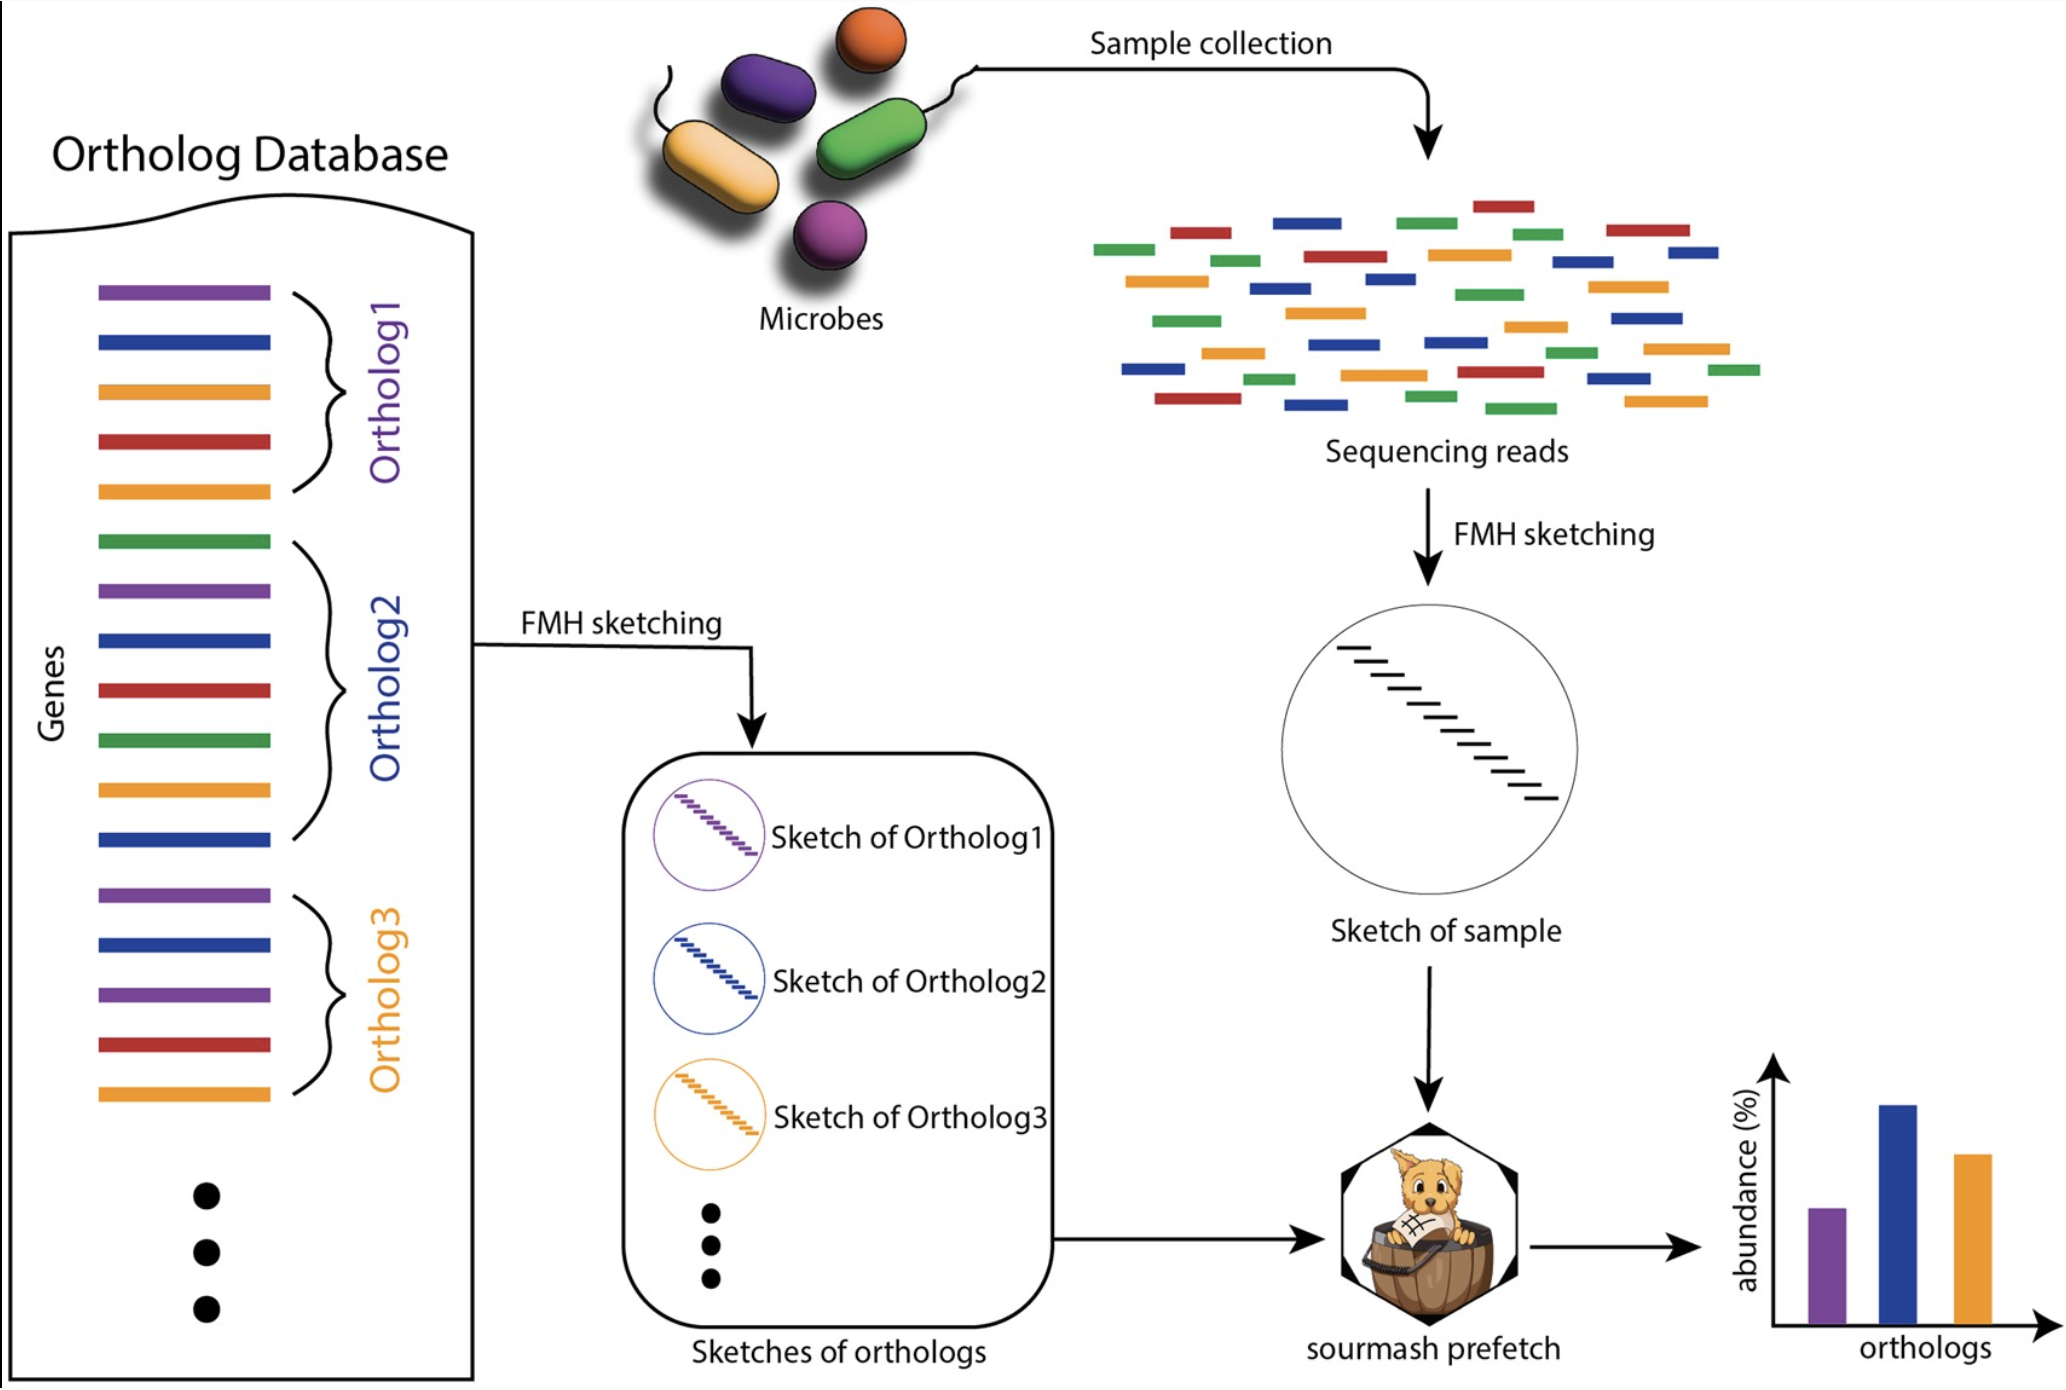 Ortholog Database
Genes
Ortholog1
Ortholog2
Ortholog3
Microbes
Sample collection
Sequencing reads
FMH sketching
Sketch of sample
FMH sketching
Sketch of Ortholog1
Sketch of Ortholog2
Sketch of Ortholog3
Sketches of orthologs
sourmash prefetch
abundance (%)
orthologs